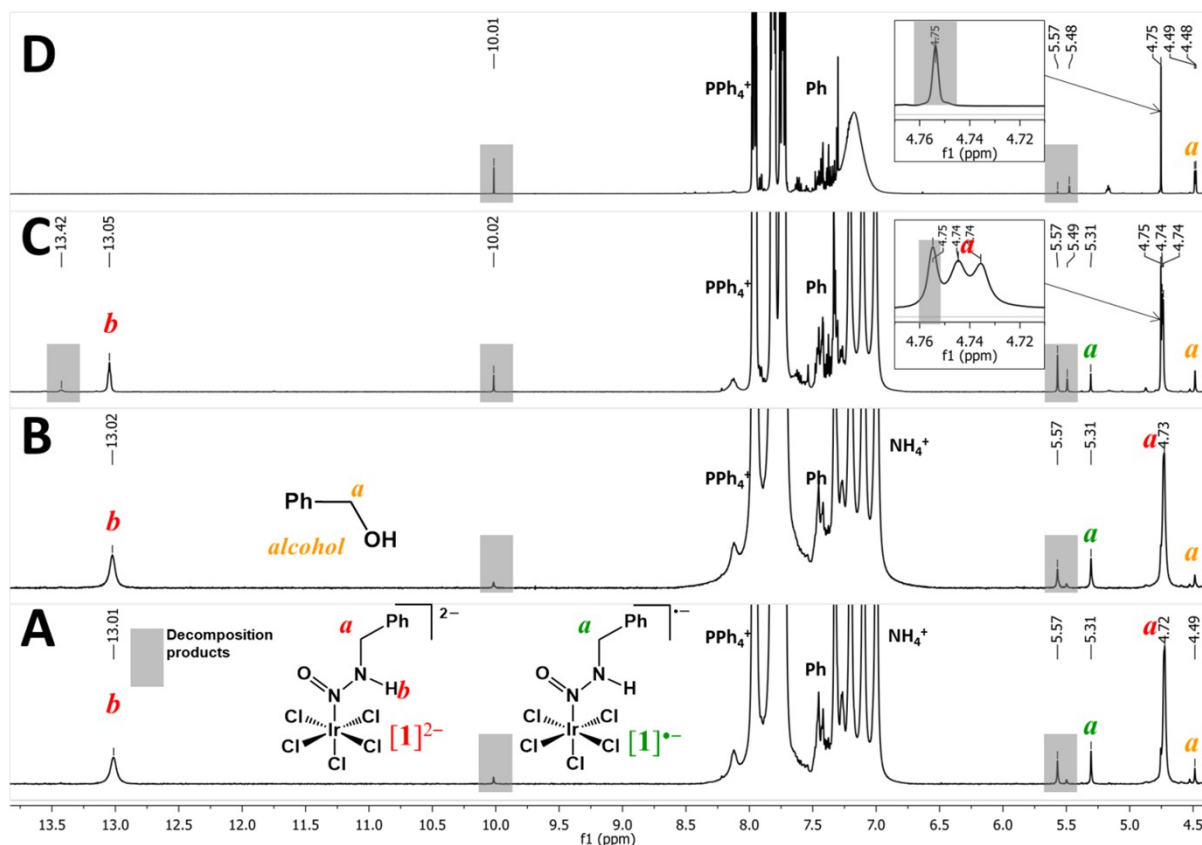 D
10.01
5.57
5.48
4.75
4.49
4.48
PPh4+
Ph
4.75
4.76 4.74 4.72
f1 (ppm)
a
C
13.42
13.05
10.02
5.57
5.49
5.31
4.75
4.74
4.74
b
PPh4+
Ph
4.75
4.74
4.74
a
4.76 4.74 4.72
f1 (ppm)
a
a
B
13.02
5.57
5.31
4.73
b
Ph
a
OH
alcohol
PPh4+
Ph
NH4+
a
a
a
A
13.01
5.57
5.31
4.72
4.49
b
Decomposition
products
a
Ph
2−
O
N
N
H
b
Cl
Cl
Ir
Cl
Cl
Cl
[1]2−
a
Ph
•−
O
N
N
H
Cl
Cl
Ir
Cl
Cl
Cl
[1]•−
PPh4+
Ph
NH4+
a
a
a
13.5 13.0 12.5 12.0 11.5 11.0 10.5 10.0 9.5 9.0 8.5 8.0 7.5 7.0 6.5 6.0 5.5 5.0 4.5
f1 (ppm)